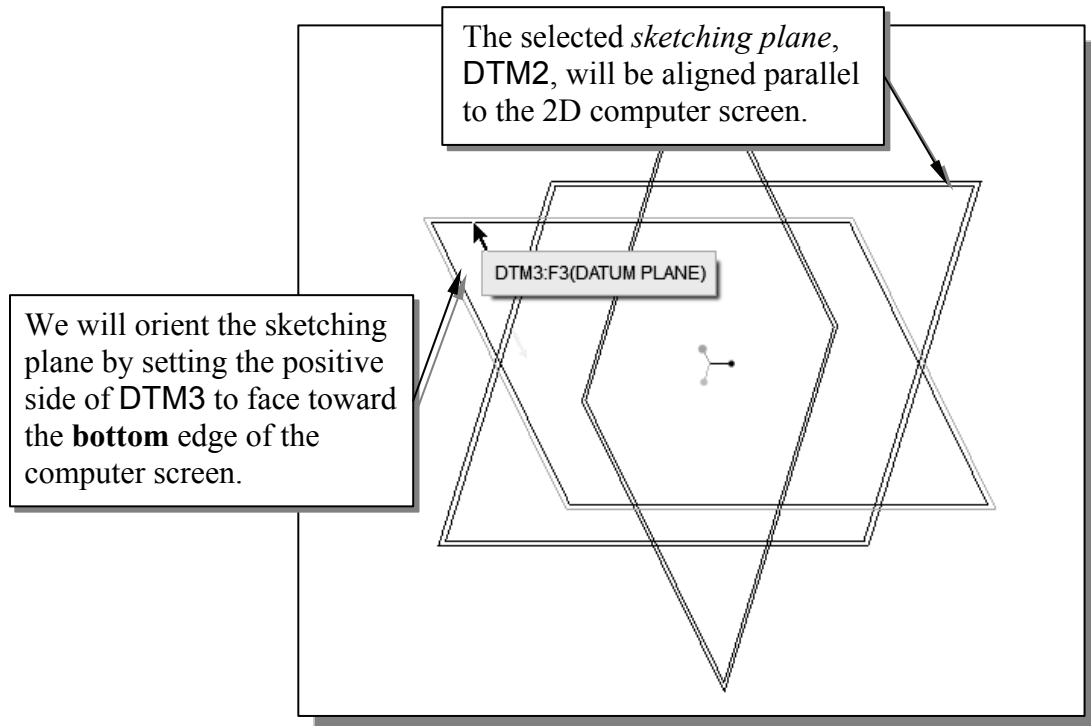 The selected sketching plane,
DTM2, will be aligned parallel
to the 2D computer screen.
DTM3:F3(DATUM PLANE)
We will orient the sketching
plane by setting the positive
side of DTM3 to face toward
the bottom edge of the
computer screen.